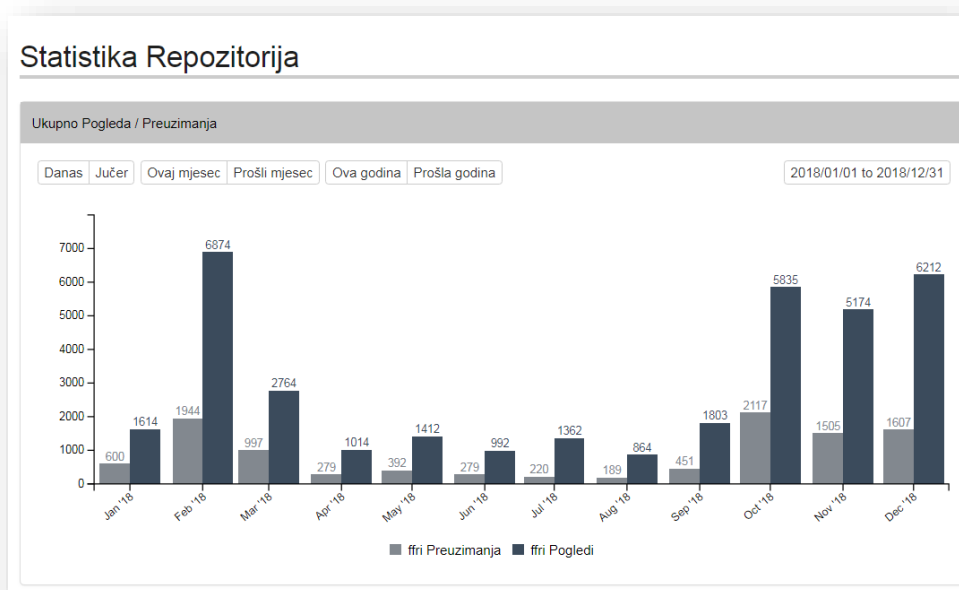 Statistika Repozitorija
Ukupno Pogleda / Preuzimanja
Danas Jučer Ovaj mjesec Prošli mjesec Ova godina Prošla godina 2018/01/01 to 2018/12/31
7000
6000
5000
4000
3000
2000
1000
0
600 1614 1944 6874 997 2764 279 1014 392 1412 279 992 220 1362 189 864 451 1803 2117 5835 1505 5174 1607 6212
Jan '18 Feb '18 Mar '18 Apr '18 May '18 Jun '18 Jul '18 Aug '18 Sep '18 Oct '18 Nov '18 Dec '18
ffri Preuzimanja ffri Pogledi